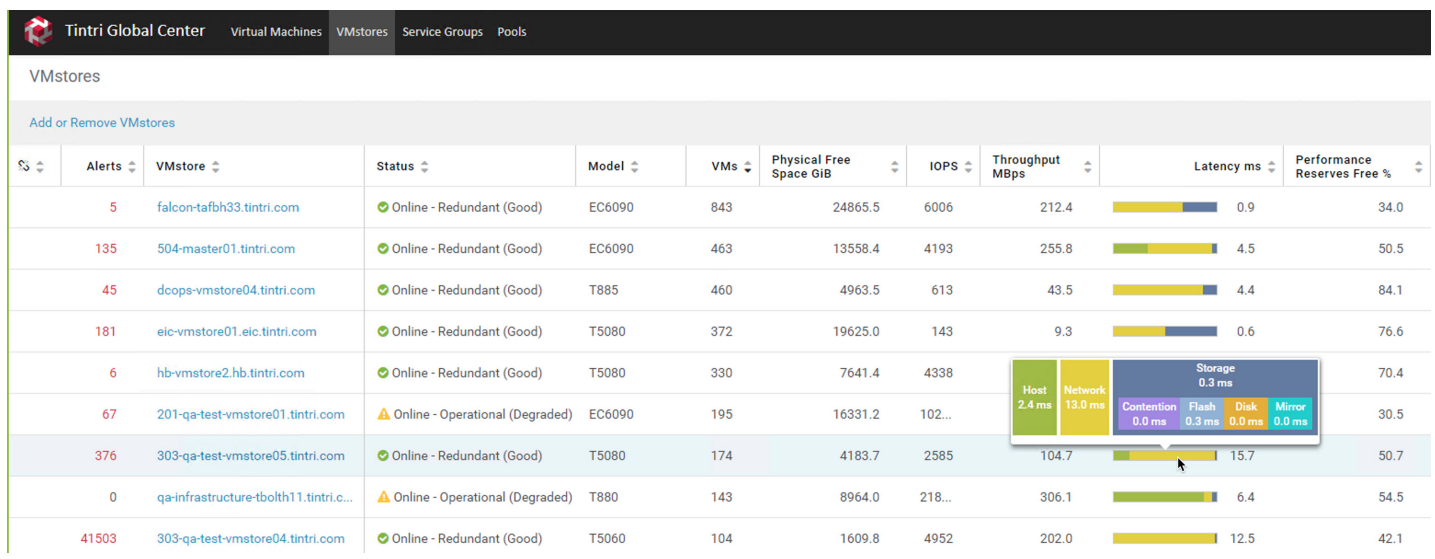 Tintri Global Center Virtual Machines VMstores Service Groups Pools
VMstores
Add or Remove VMstores
Alerts VMstore Status Model VMs Physical Free Space GiB IOPS Throughput MBps Latency ms Performance Reserves Free %
5 falcon-tafbh33.tintri.com Online - Redundant (Good) EC6090 843 24865.5 6006 212.4 0.9 34.0
135 504-master01.tintri.com Online - Redundant (Good) EC6090 463 13558.4 4193 255.8 4.5 50.5
45 dcops-vmstore04.tintri.com Online - Redundant (Good) T885 460 4963.5 613 43.5 4.4 84.1
181 eic-vmstore01.eic.tintri.com Online - Redundant (Good) T5080 372 19625.0 143 9.3 0.6 76.6
6 hb-vmstore2.hb.tintri.com Online - Redundant (Good) T5080 330 7641.4 4338 70.4
Host 2.4 ms Network 13.0 ms Storage 0.3 ms
Contention 0.0 ms Flash 0.3 ms Disk 0.0 ms Mirror 0.0 ms
67 201-qa-test-vmstore01.tintri.com Online - Operational (Degraded) EC6090 195 16331.2 102... 30.5
376 303-qa-test-vmstore05.tintri.com Online - Redundant (Good) T5080 174 4183.7 2585 104.7 15.7 50.7
0 qa-infrastructure-tbolth11.tintri.c... Online - Operational (Degraded) T880 143 8964.0 218... 306.1 6.4 54.5
41503 303-qa-test-vmstore04.tintri.com Online - Redundant (Good) T5060 104 1609.8 4952 202.0 12.5 42.1